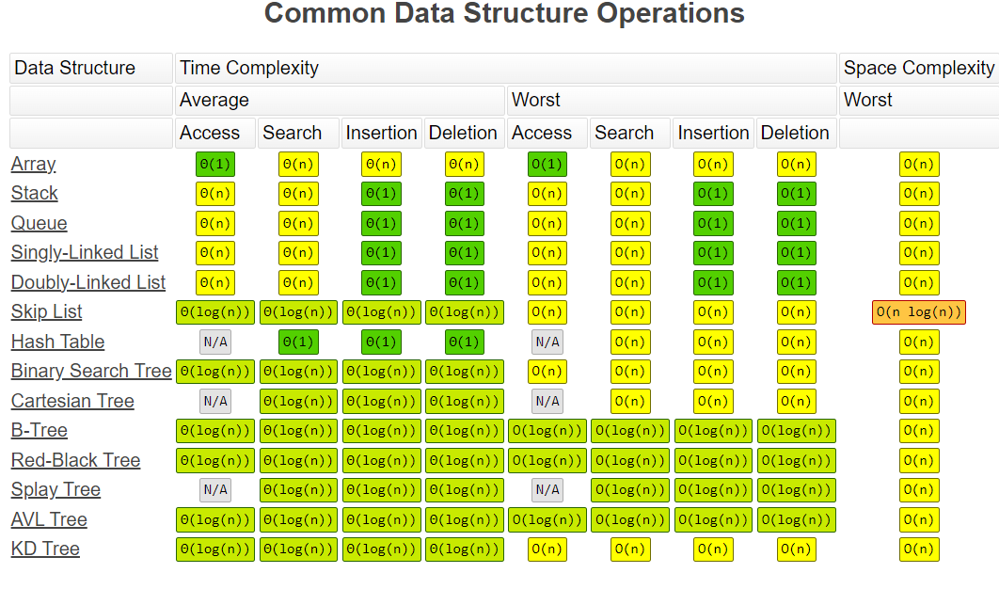 Common Data Structure Operations
Data Structure Time Complexity Space Complexity
Average Worst Worst
Access Search Insertion Deletion Access Search Insertion Deletion
Array Θ(1) Θ(n) Θ(n) Θ(n) O(1) O(n) O(n) O(n) O(n)
Stack Θ(n) Θ(n) Θ(1) Θ(1) O(n) O(n) O(1) O(1) O(n)
Queue Θ(n) Θ(n) Θ(1) Θ(1) O(n) O(n) O(1) O(1) O(n)
Singly-Linked List Θ(n) Θ(n) Θ(1) Θ(1) O(n) O(n) O(1) O(1) O(n)
Doubly-Linked List Θ(n) Θ(n) Θ(1) Θ(1) O(n) O(n) O(1) O(1) O(n)
Skip List Θ(log(n)) Θ(log(n)) Θ(log(n)) Θ(log(n)) O(n) O(n) O(n) O(n) O(n log(n))
Hash Table N/A Θ(1) Θ(1) Θ(1) N/A O(n) O(n) O(n) O(n)
Binary Search Tree Θ(log(n)) Θ(log(n)) Θ(log(n)) Θ(log(n)) O(n) O(n) O(n) O(n) O(n)
Cartesian Tree N/A Θ(log(n)) Θ(log(n)) Θ(log(n)) N/A O(n) O(n) O(n) O(n)
B-Tree Θ(log(n)) Θ(log(n)) Θ(log(n)) Θ(log(n)) O(log(n)) O(log(n)) O(log(n)) O(log(n)) O(n)
Red-Black Tree Θ(log(n)) Θ(log(n)) Θ(log(n)) Θ(log(n)) O(log(n)) O(log(n)) O(log(n)) O(log(n)) O(n)
Splay Tree N/A Θ(log(n)) Θ(log(n)) Θ(log(n)) N/A O(log(n)) O(log(n)) O(log(n)) O(n)
AVL Tree Θ(log(n)) Θ(log(n)) Θ(log(n)) Θ(log(n)) O(log(n)) O(log(n)) O(log(n)) O(log(n)) O(n)
KD Tree Θ(log(n)) Θ(log(n)) Θ(log(n)) Θ(log(n)) O(n) O(n) O(n) O(n) O(n)